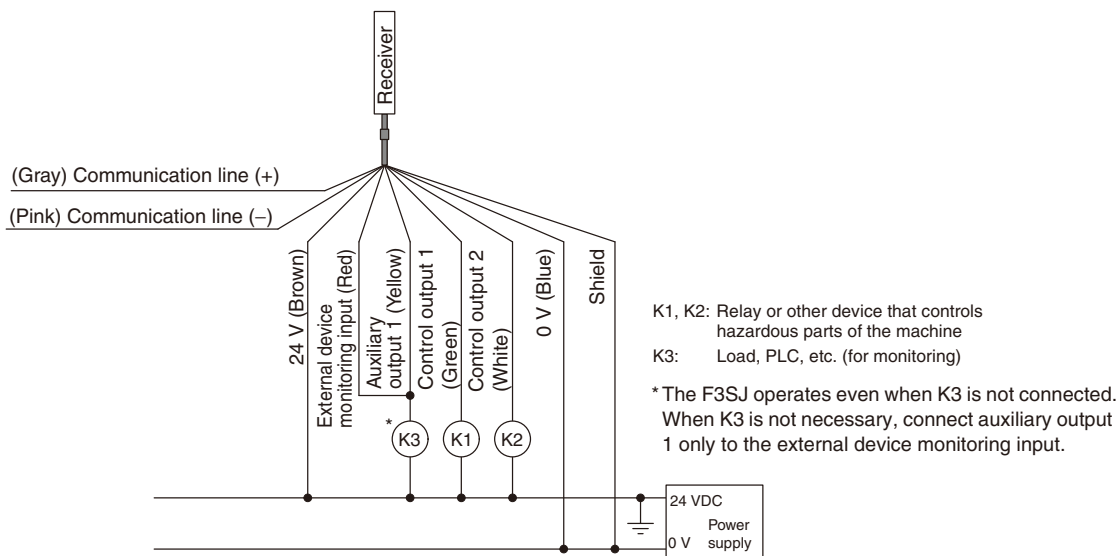 Receiver
(Gray) Communication line (+)
(Pink) Communication line (−)
24 V (Brown)
External device
monitoring input (Red)
Auxiliary
output 1 (Yellow)
Control output 1
(Green)
Control output 2
(White)
0 V (Blue)
Shield
K1, K2: Relay or other device that controls
hazardous parts of the machine
K3: Load, PLC, etc. (for monitoring)
* The F3SJ operates even when K3 is not connected.
When K3 is not necessary, connect auxiliary output
1 only to the external device monitoring input.
*
K3
K1
K2
24 VDC
Power
supply
0 V